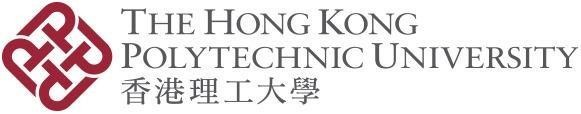 THE HONG KONG
POLYTECHNIC UNIVERSITY
香港理工大學